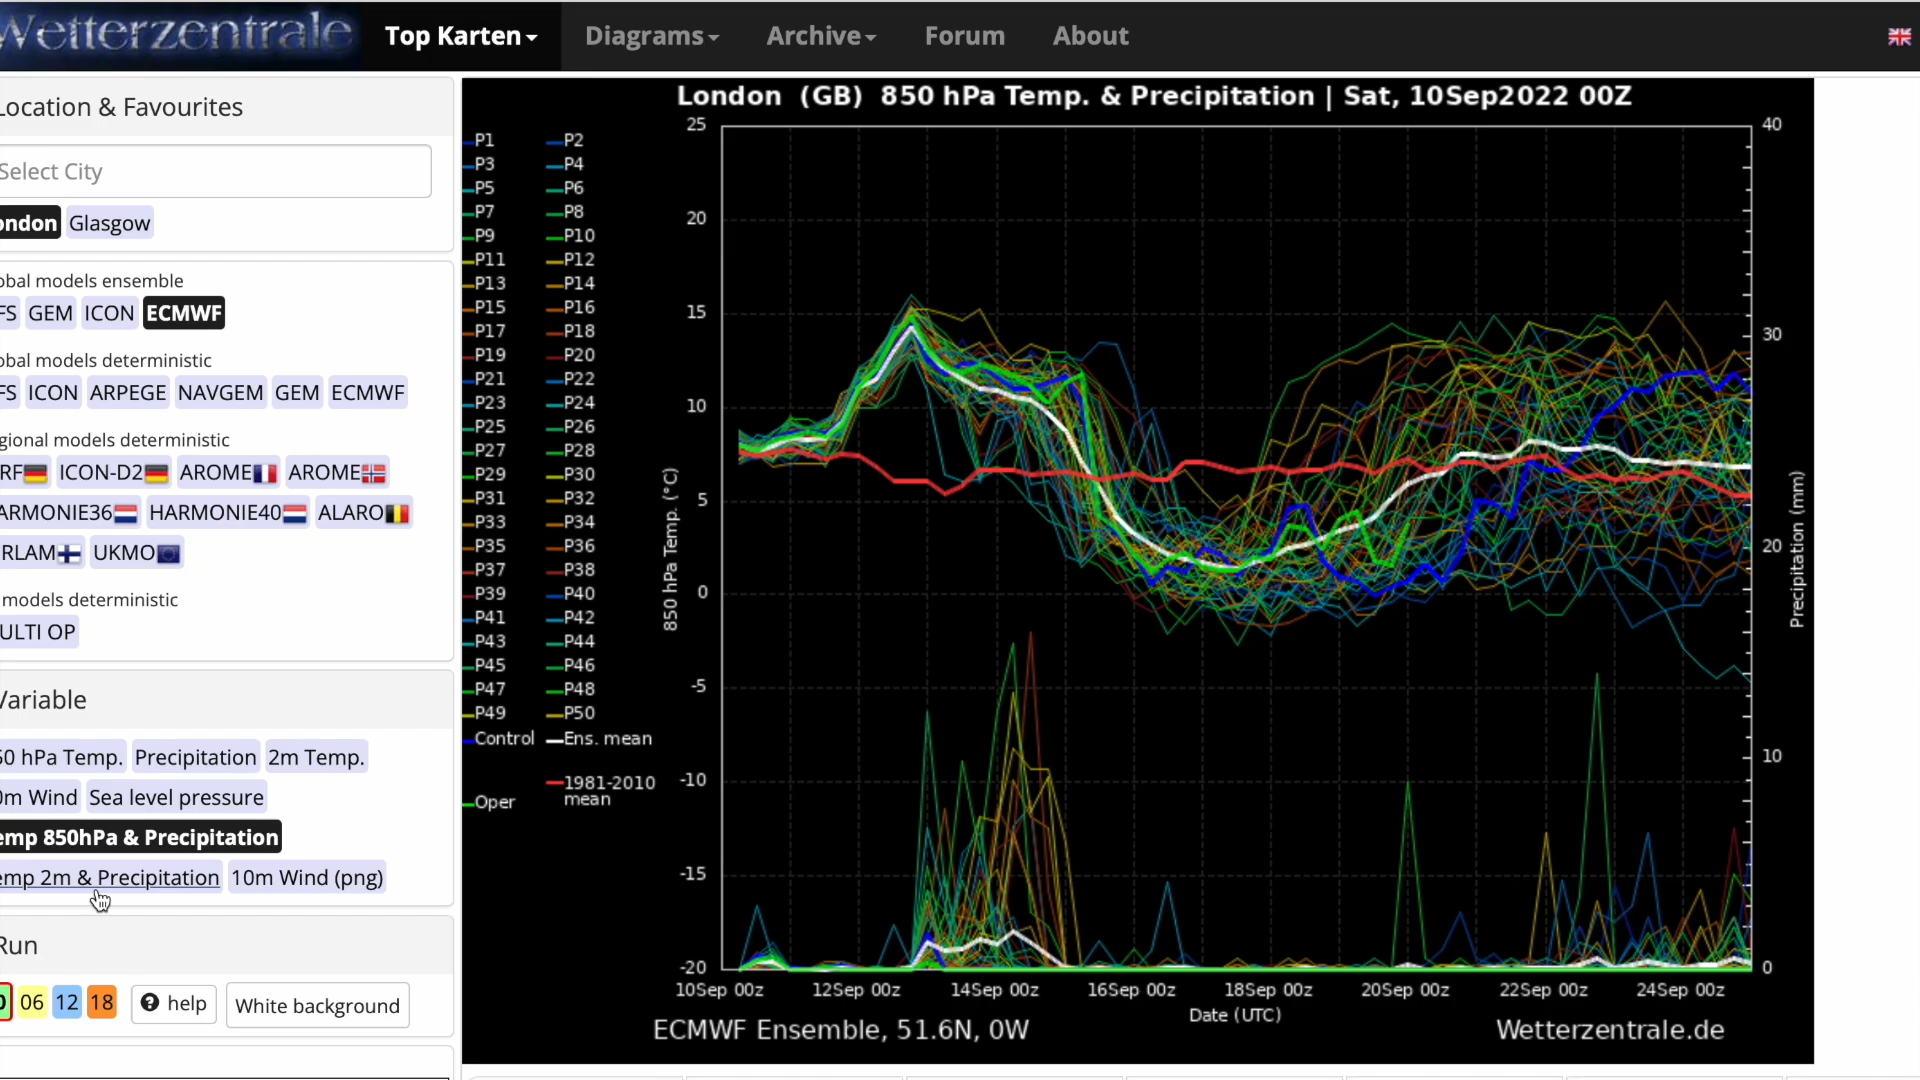 Wetterzentrale Top Karten Diagrams Archive Forum About
Location & Favourites
Select City
ondon Glasgow
obal models ensemble
FS GEM ICON ECMWF
obal models deterministic
FS ICON ARPEGE NAVGEM GEM ECMWF
gional models deterministic
RF ICON-D2 AROME AROME
ARMONIE36 HARMONIE40 ALARO
RLAM UKMO
models deterministic
ULTI OP
Variable
50 hPa Temp. Precipitation 2m Temp.
0m Wind Sea level pressure
emp 850hPa & Precipitation
emp 2m & Precipitation 10m Wind (png)
Run
0 06 12 18 help White background
London (GB) 850 hPa Temp. & Precipitation | Sat, 10Sep2022 00Z
P1 P2
P3 P4
P5 P6
P7 P8
P9 P10
P11 P12
P13 P14
P15 P16
P17 P18
P19 P20
P21 P22
P23 P24
P25 P26
P27 P28
P29 P30
P31 P32
P33 P34
P35 P36
P37 P38
P39 P40
P41 P42
P43 P44
P45 P46
P47 P48
P49 P50
Control Ens. mean
1981-2010
mean
Oper
850 hPa Temp. (°C)
25
20
15
10
5
0
-5
-10
-15
-20
40
30
20
10
0
Precipitation (mm)
10Sep 00z 12Sep 00z 14Sep 00z 16Sep 00z 18Sep 00z 20Sep 00z 22Sep 00z 24Sep 00z
Date (UTC)
ECMWF Ensemble, 51.6N, 0W Wetterzentrale.de